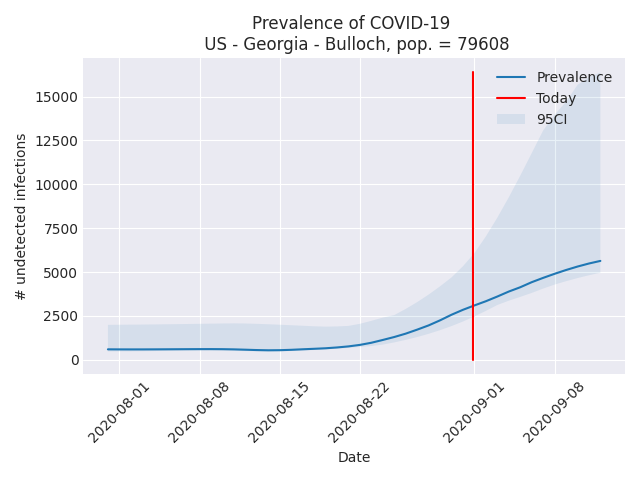 Prevalence of COVID-19
US - Georgia - Bulloch, pop. = 79608
Prevalence
Today
95CI
# undetected infections
15000
12500
10000
7500
5000
2500
0
2020-08-01
2020-08-08
2020-08-15
2020-08-22
2020-09-01
2020-09-08
Date